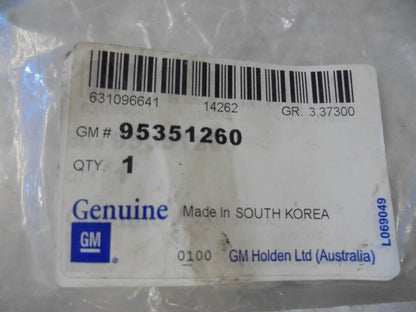 631096641 14262 GR. 3.37300
GM # 95351260
QTY. 1
Genuine Made In SOUTH KOREA
GM 0100 GM Holden Ltd (Australia)
L069049